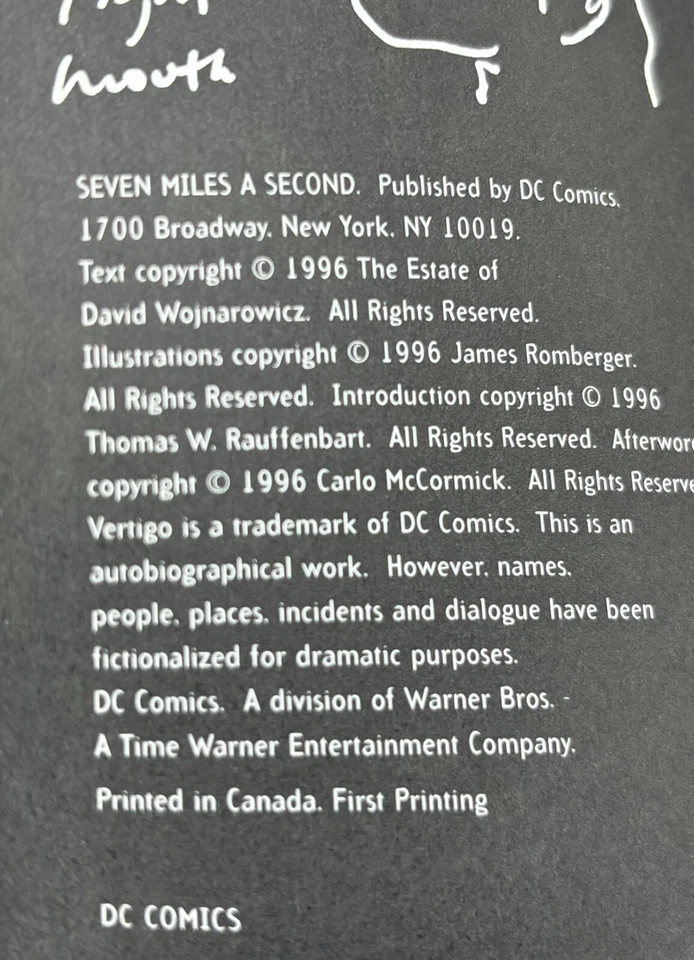 mouth
SEVEN MILES A SECOND. Published by DC Comics.
1700 Broadway, New York, NY 10019.
Text copyright © 1996 The Estate of
David Wojnarowicz. All Rights Reserved.
Illustrations copyright © 1996 James Romberger.
All Rights Reserved. Introduction copyright © 1996
Thomas W. Rauffenbart. All Rights Reserved. Afterwor
copyright © 1996 Carlo McCormick. All Rights Reserve
Vertigo is a trademark of DC Comics. This is an
autobiographical work. However, names,
people, places, incidents and dialogue have been
fictionalized for dramatic purposes.
DC Comics. A division of Warner Bros. -
A Time Warner Entertainment Company.
Printed in Canada. First Printing
DC COMICS